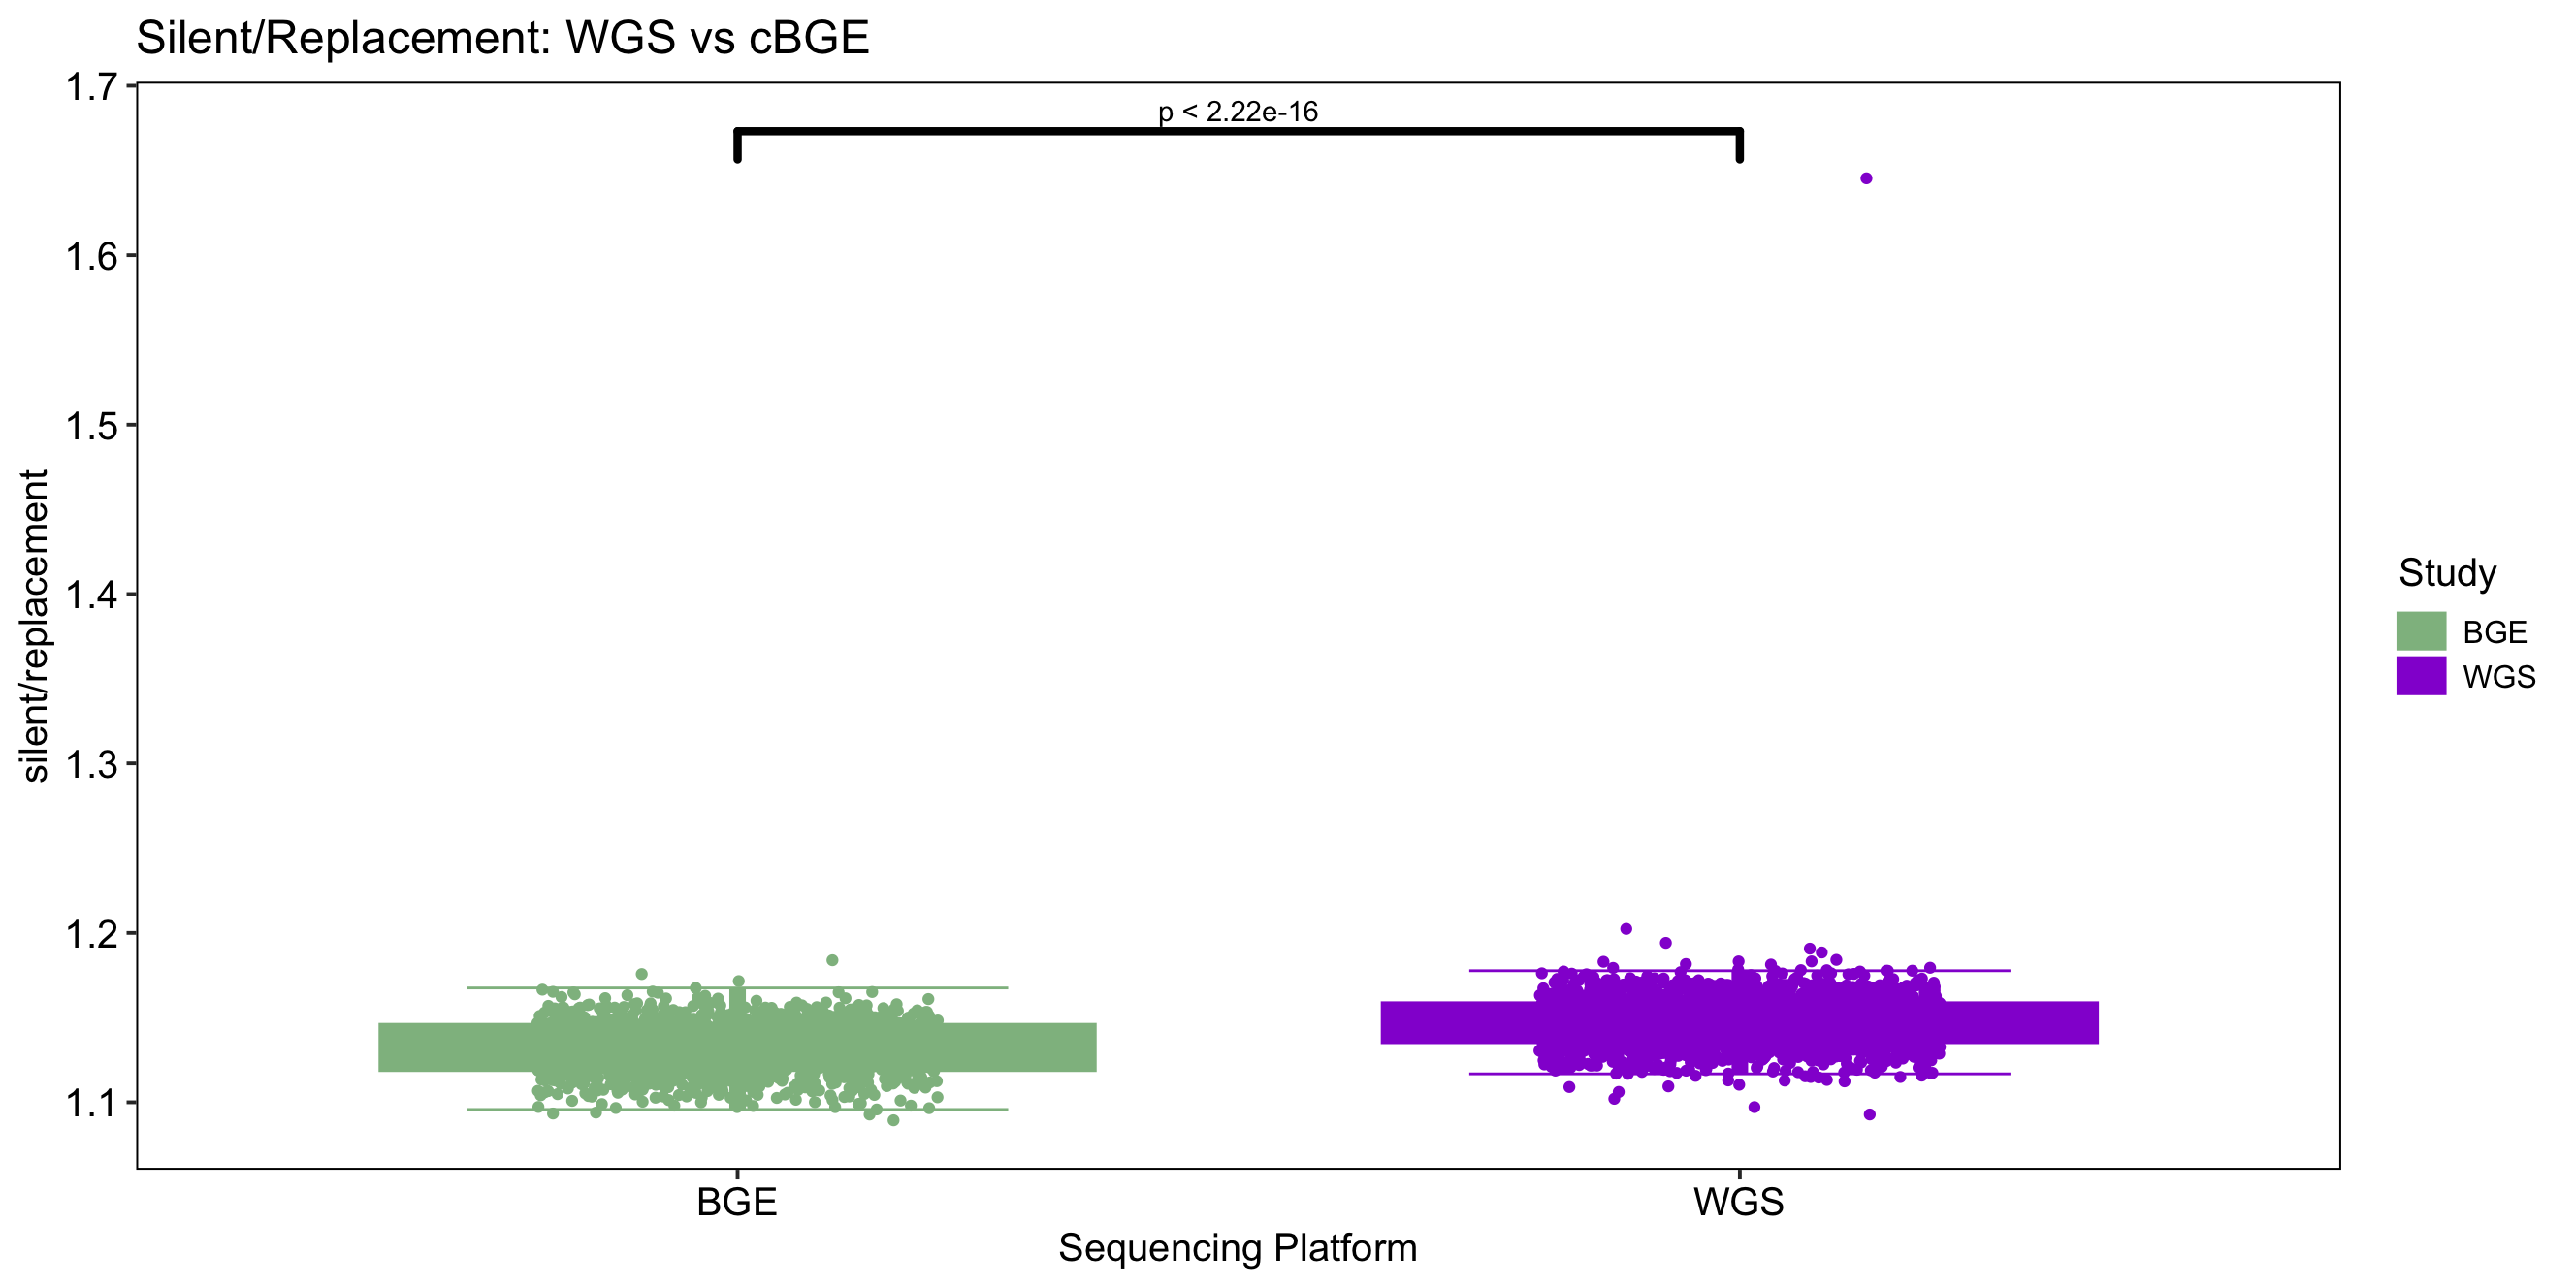 Silent/Replacement: WGS vs cBGE
p < 2.22e-16
1.7
1.6
1.5
1.4
1.3
1.2
1.1
silent/replacement
BGE
WGS
Sequencing Platform
Study
BGE
WGS